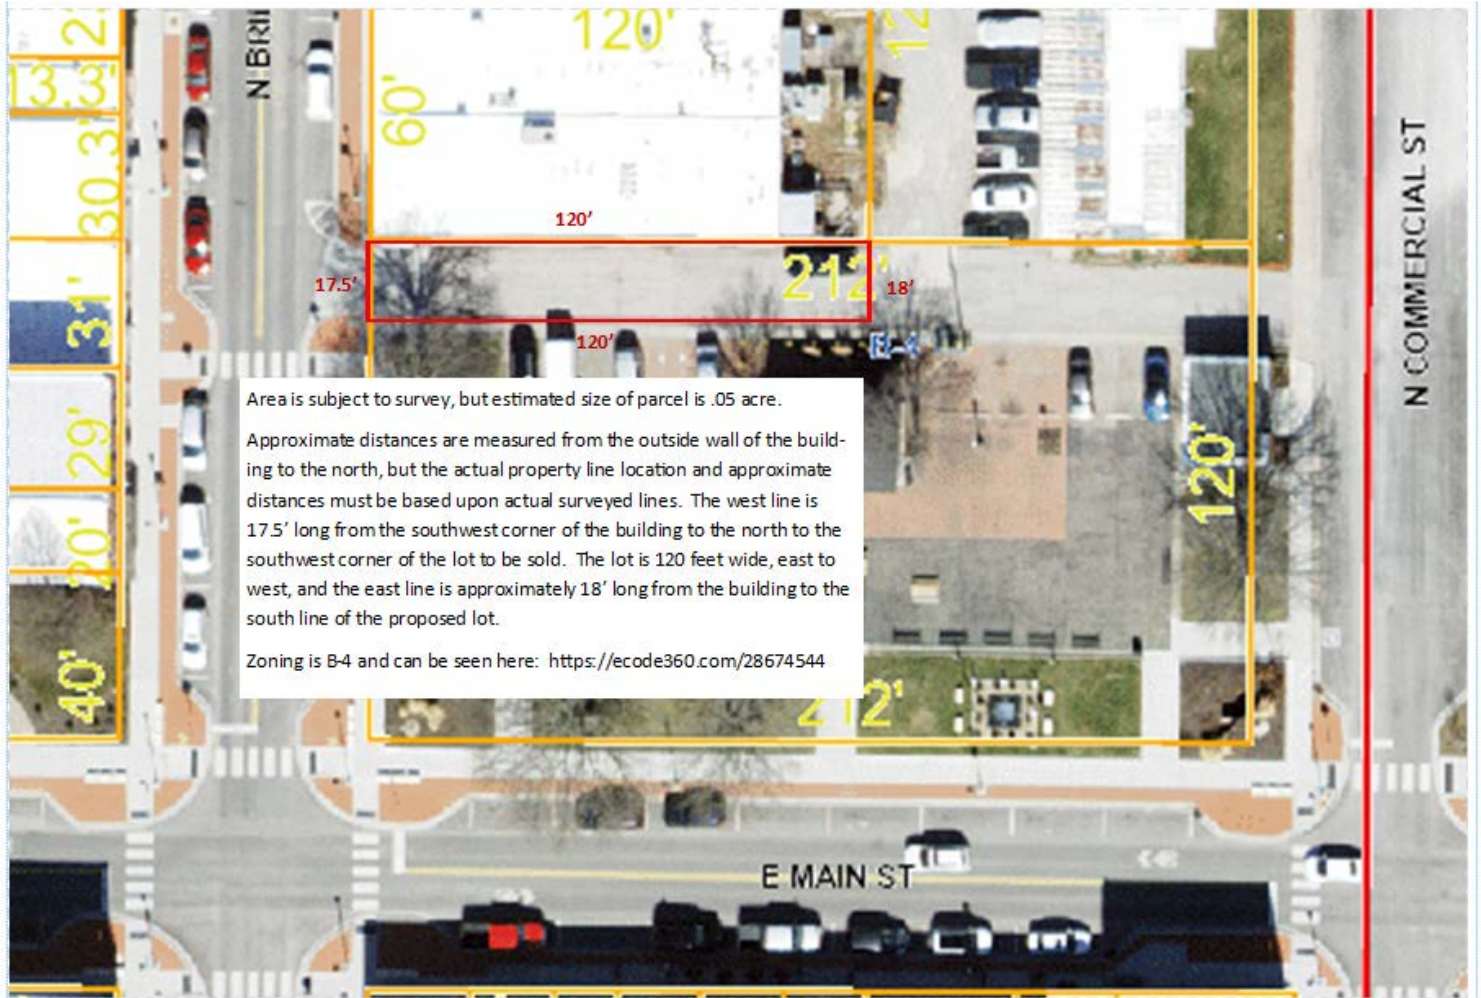 120'
N BRI
13.3'
60'
30.3'
120'
212'
17.5'
18'
31'
120'
B-4
N COMMERCIAL ST
Area is subject to survey, but estimated size of parcel is .05 acre.
Approximate distances are measured from the outside wall of the build-
ing to the north, but the actual property line location and approximate
distances must be based upon actual surveyed lines. The west line is
17.5' long from the southwest corner of the building to the north to the
southwest corner of the lot to be sold. The lot is 120 feet wide, east to
west, and the east line is approximately 18' long from the building to the
south line of the proposed lot.
Zoning is B-4 and can be seen here: https://ecode360.com/28674544
29'
120'
20'
40'
212'
E MAIN ST